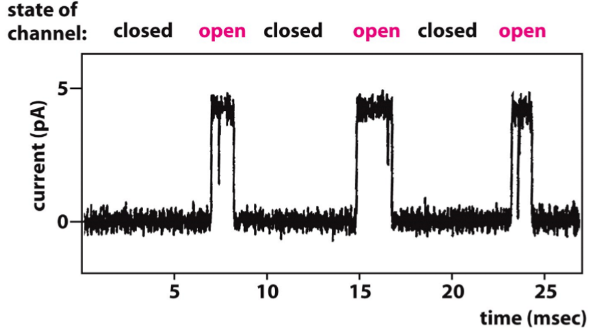 state of
channel: closed open closed open closed open
5
current (pA)
0
5 10 15 20 25
time (msec)